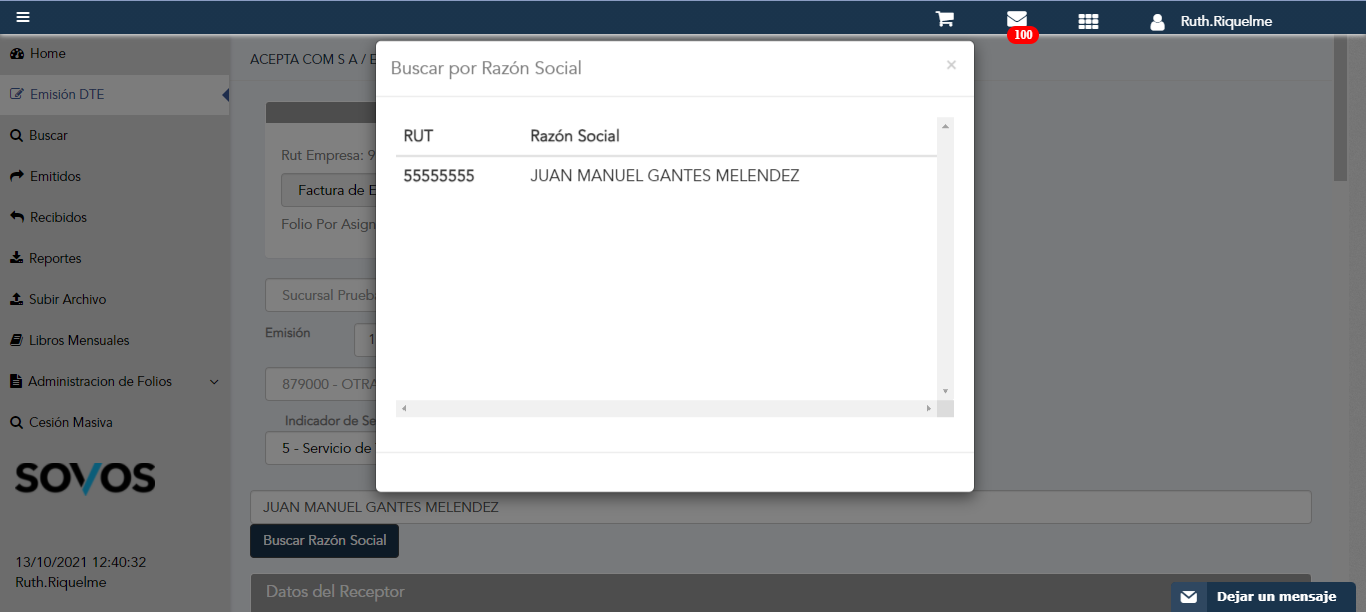 100
Ruth.Riquelme
Home
Emisión DTE
Buscar
Emitidos
Recibidos
Reportes
Subir Archivo
Libros Mensuales
Administracion de Folios
Cesión Masiva
SOVOS
13/10/2021 12:40:32
Ruth.Riquelme
ACEPTA COM S A / E
Rut Empresa: 9
Factura de E
Folio Por Asign
Sucursal Prueb
Emisión
1
879000 - OTRA
Indicador de Se
5 - Servicio de
Buscar por Razón Social
×
RUT Razón Social
55555555 JUAN MANUEL GANTES MELENDEZ
JUAN MANUEL GANTES MELENDEZ
Buscar Razón Social
Datos del Receptor
Dejar un mensaje